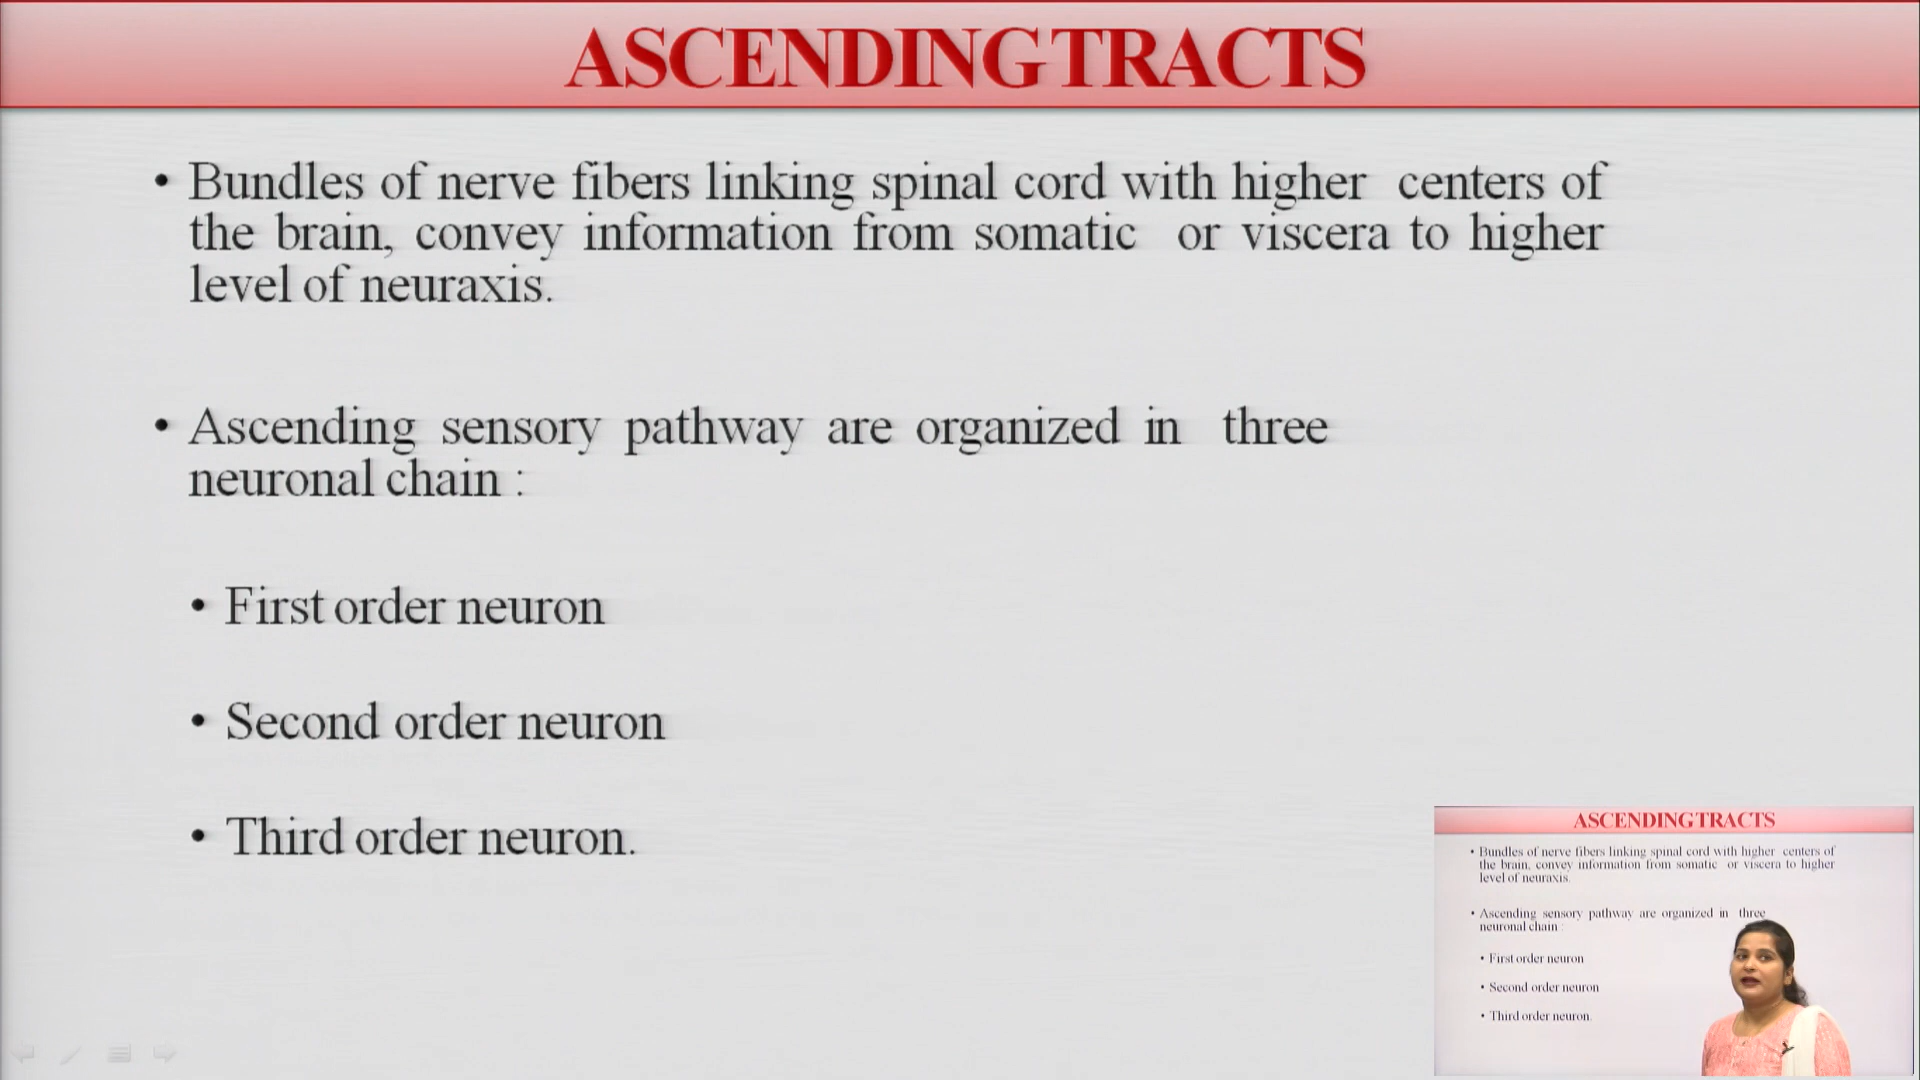 ASCENDING TRACTS
• Bundles of nerve fibers linking spinal cord with higher centers of
the brain, convey information from somatic or viscera to higher
level of neuraxis.
• Ascending sensory pathway are organized in three
neuronal chain :
• First order neuron
• Second order neuron
• Third order neuron.
ASCENDING TRACTS
• Bundles of nerve fibers linking spinal cord with higher centers of
the brain, convey information from somatic or viscera to higher
level of neuraxis.
• Ascending sensory pathway are organized in three
neuronal chain :
• First order neuron
• Second order neuron
• Third order neuron.